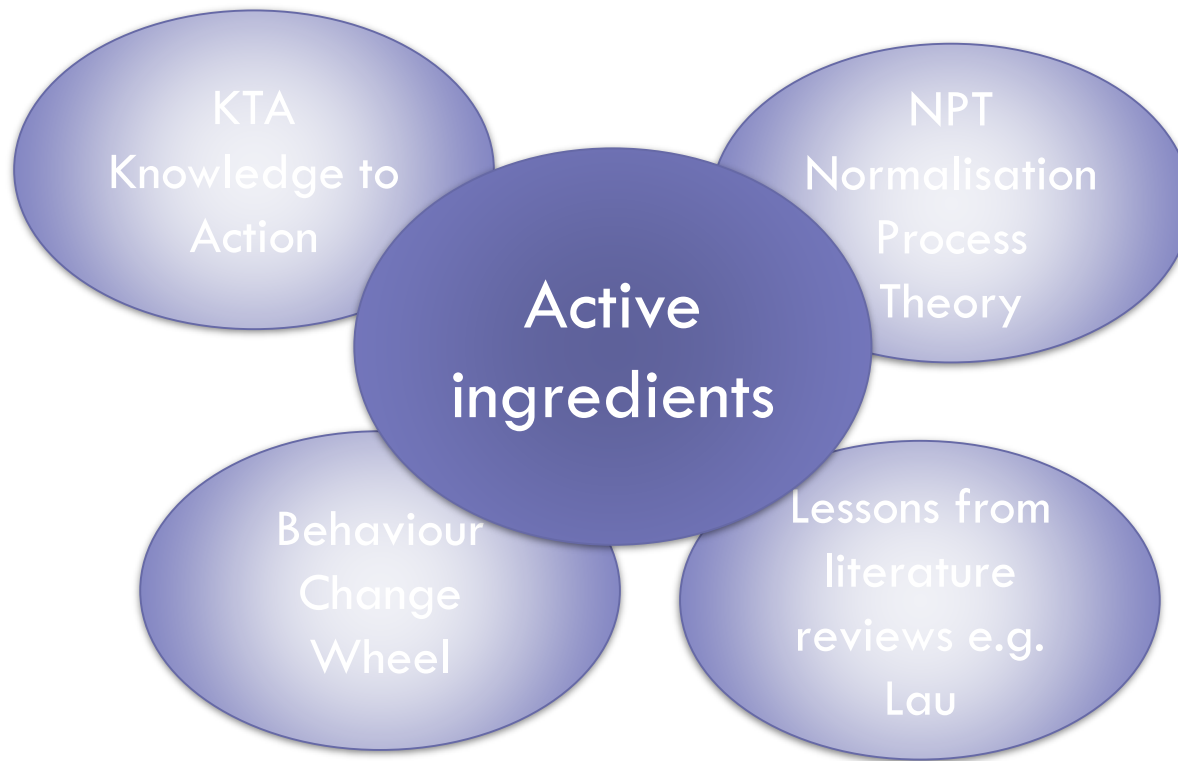 KTA
Knowledge to
Action
NPT
Normalisation
Process
Theory
Active
ingredients
Behaviour
Change
Wheel
Lessons from
literature
reviews e.g.
Lau